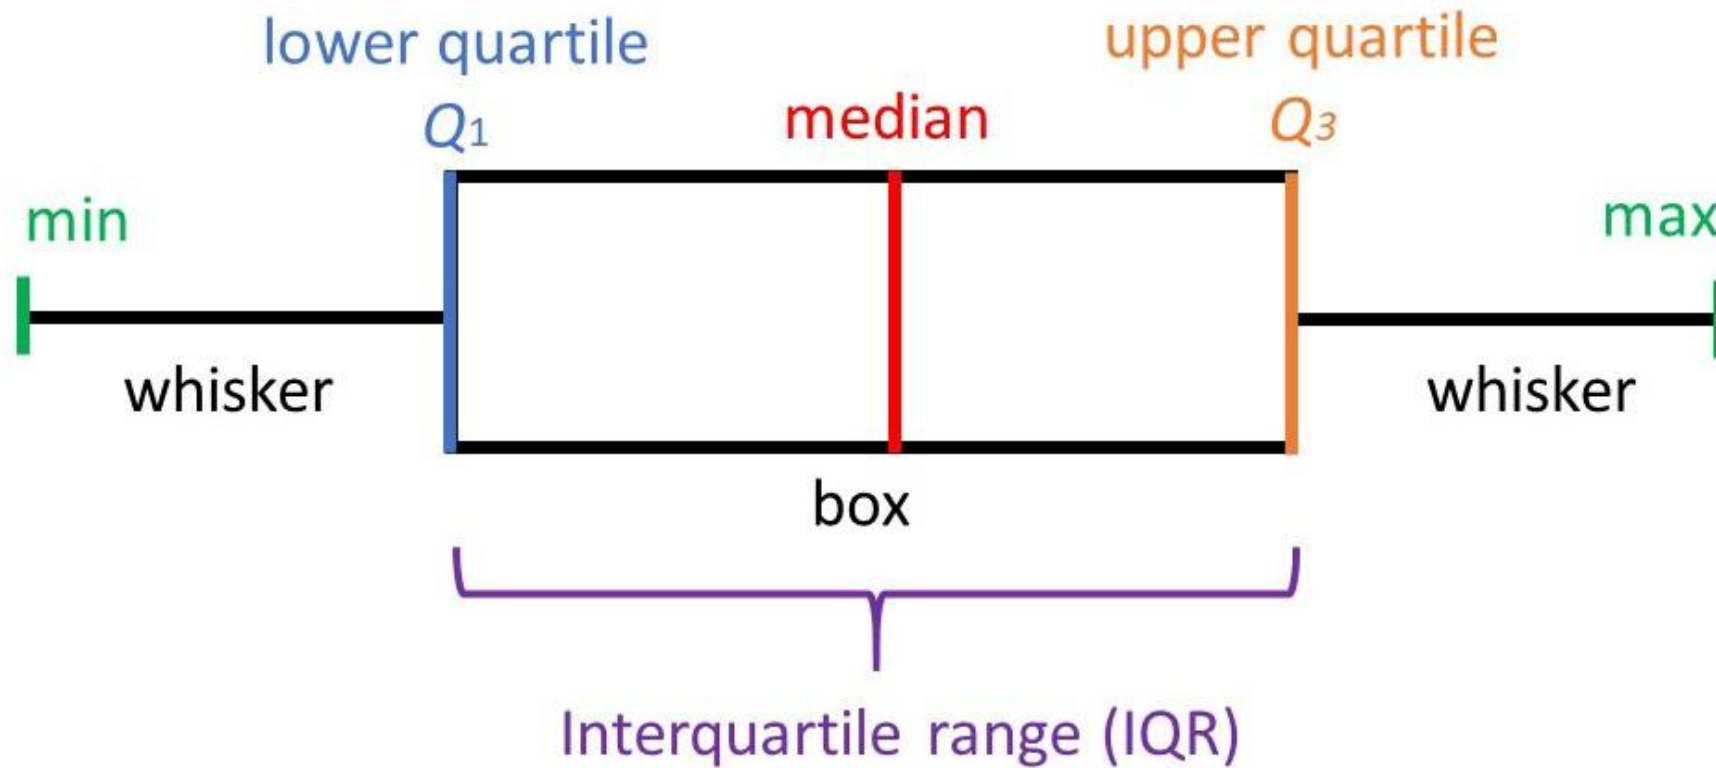 lower quartile
upper quartile
Q1
median
Q3
min
max
whisker
whisker
box
Interquartile range (IQR)